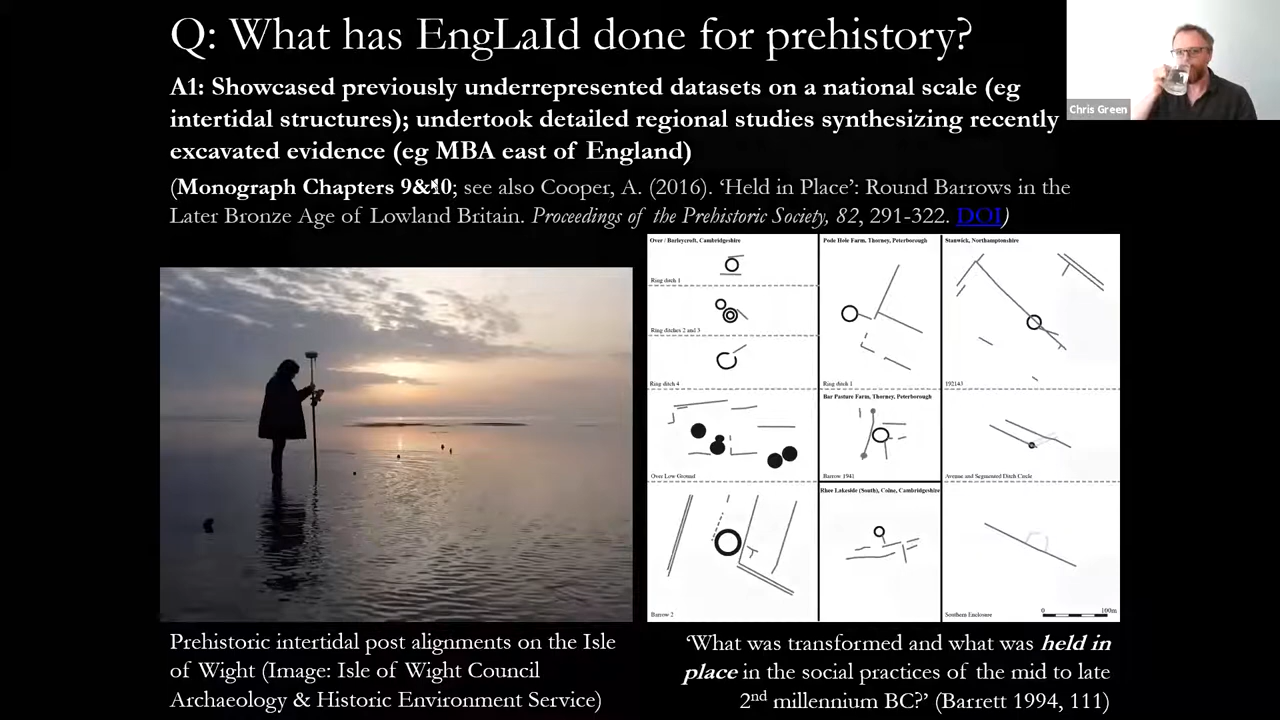 Q: What has EngLaId done for prehistory?
Chris Green
A1: Showcased previously underrepresented datasets on a national scale (eg
intertidal structures); undertook detailed regional studies synthesizing recently
excavated evidence (eg MBA east of England)
(Monograph Chapters 9&10; see also Cooper, A. (2016). ‘Held in Place’: Round Barrows in the
Later Bronze Age of Lowland Britain. Proceedings of the Prehistoric Society, 82, 291-322. DOI)
Over / Barleycroft, Cambridgeshire
Ring ditch 1
Ring ditches 2 and 3
Ring ditch 4
Over Low Ground
Barrow 2
Pode Hole Farm, Thorney, Peterborough
Ring ditch 1
Bar Pasture Farm, Thorney, Peterborough
Barrow 1941
Rhee Lakeside (South), Colne, Cambridgeshire
Stanwick, Northamptonshire
192143
Avenue and Segmented Ditch Circle
Southern Enclosure
0 100m
Prehistoric intertidal post alignments on the Isle
of Wight (Image: Isle of Wight Council
Archaeology & Historic Environment Service)
‘What was transformed and what was held in
place in the social practices of the mid to late
2nd millennium BC?’ (Barrett 1994, 111)